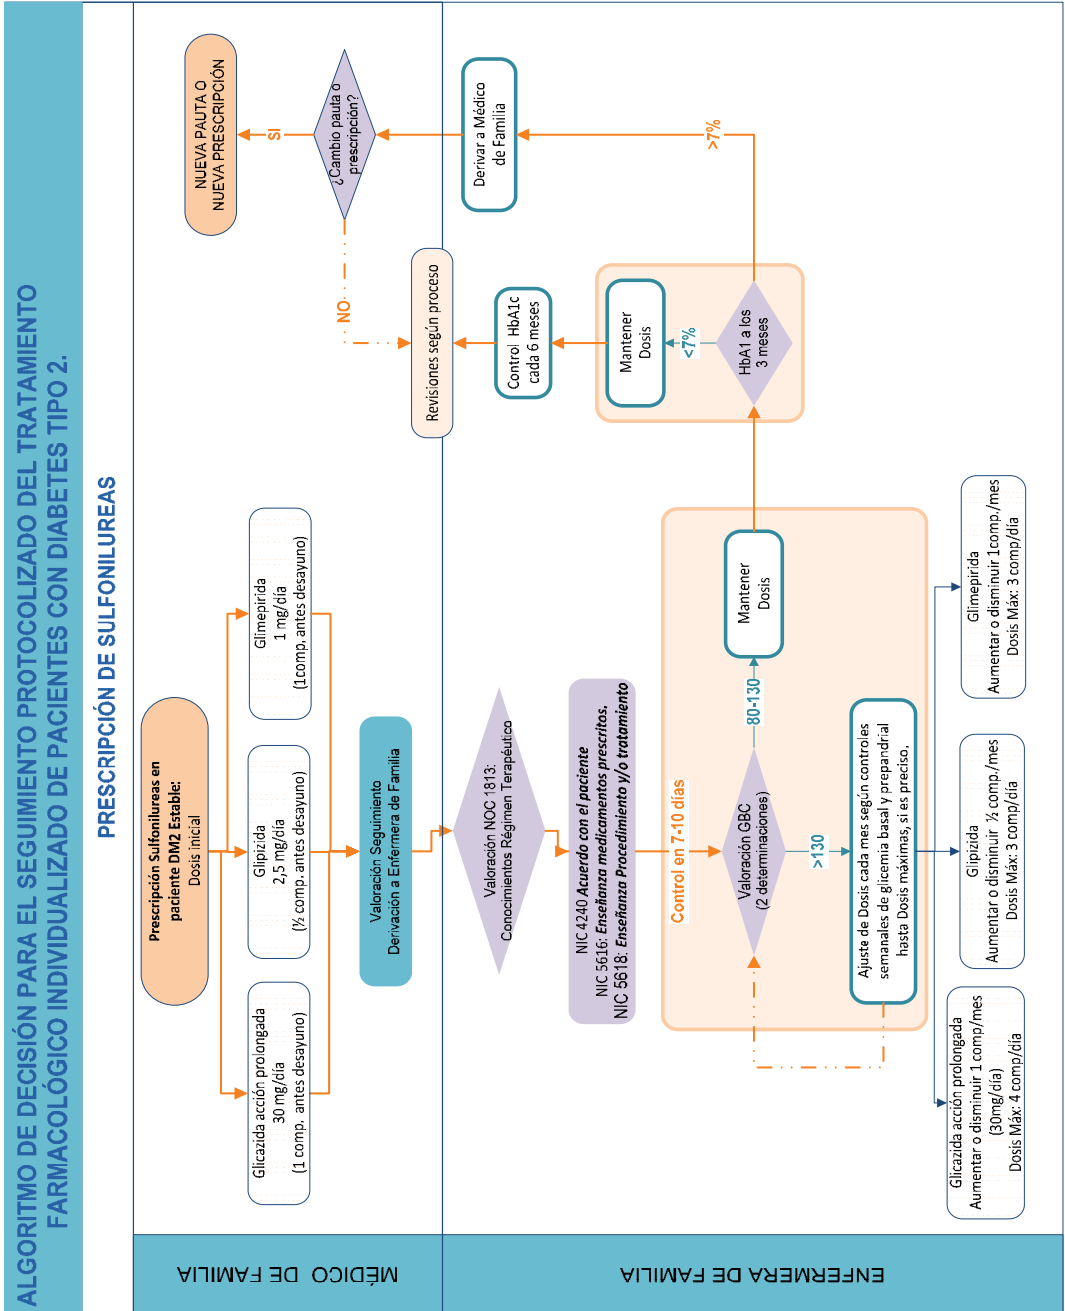 ALGORITMO DE DECISIÓN PARA EL SEGUIMIENTO PROTOCOLIZADO DEL TRATAMIENTO
FARMACOLÓGICO INDIVIDUALIZADO DE PACIENTES CON DIABETES TIPO 2.
PRESCRIPCIÓN DE SULFONILUREAS
MÉDICO DE FAMILIA
Prescripción Sulfonilureas en
paciente DM2 Estable:
Dosis inicial
Glicazida acción prolongada
30 mg/día
(1 comp. antes desayuno)
Glipizida
2,5 mg/día
(½ comp. antes desayuno)
Glimepirida
1 mg/día
(1comp. antes desayuno)
Valoración Seguimiento
Derivación a Enfermera de Familia
NUEVA PAUTA O
NUEVA PRESCRIPCIÓN
SI
¿Cambio pauta o
prescripción?
NO
Revisiones según proceso
ENFERMERA DE FAMILIA
Valoración NOC 1813:
Conocimientos Régimen Terapéutico
NIC 4240 Acuerdo con el paciente
NIC 5616: Enseñanza medicamentos prescritos.
NIC 5618: Enseñanza Procedimiento y/o tratamiento
Control en 7-10 días
Valoración GBC
(2 determinaciones)
80-130
Mantener
Dosis
>130
Ajuste de Dosis cada mes según controles
semanales de glicemia basal y prepandrial
hasta Dosis máximas, si es preciso.
Glicazida acción prolongada
Aumentar o disminuir 1 comp/mes
(30mg/día)
Dosis Máx: 4 comp/día
Glipizida
Aumentar o disminuir ½ comp./mes
Dosis Máx: 3 comp/día
Glimepirida
Aumentar o disminuir 1comp./mes
Dosis Máx: 3 comp/día
HbA1 a los
3 meses
<7%
Mantener
Dosis
Control HbA1c
cada 6 meses
>7%
Derivar a Médico
de Familia